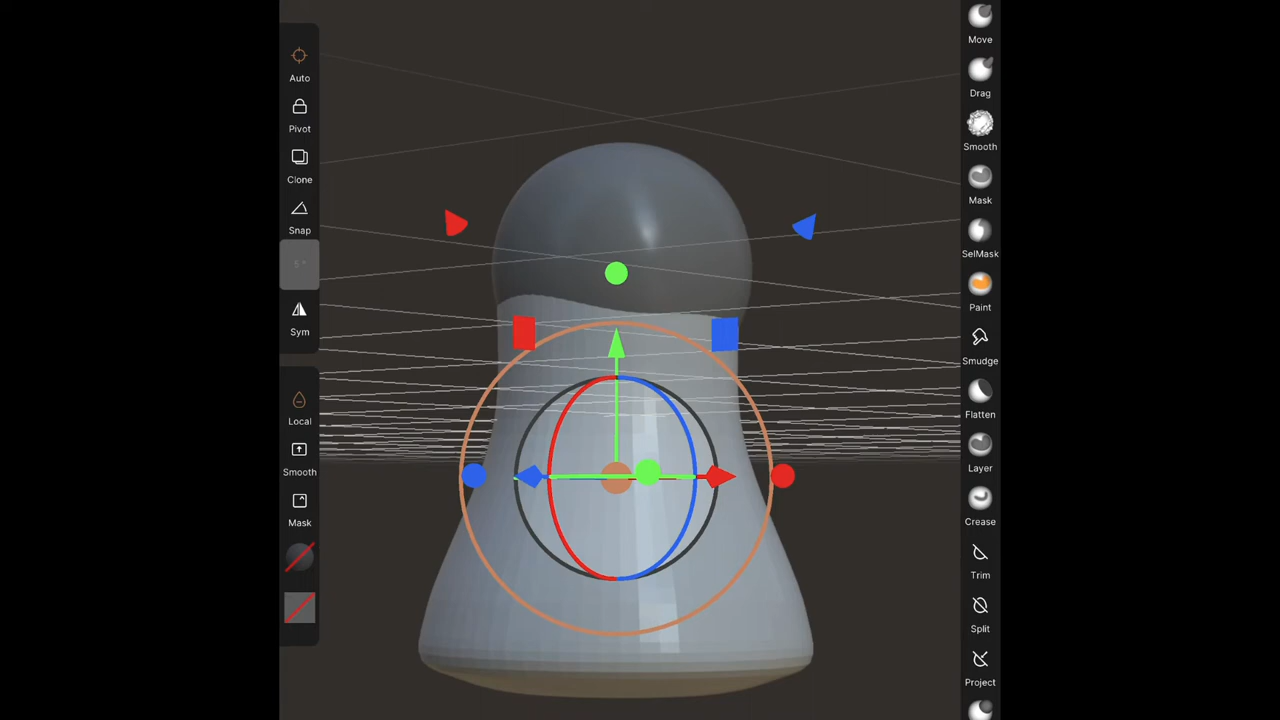 Auto
Pivot
Clone
Snap
5°
Sym
Local
Smooth
Mask
Move
Drag
Smooth
Mask
SelMask
Paint
Smudge
Flatten
Layer
Crease
Trim
Split
Project